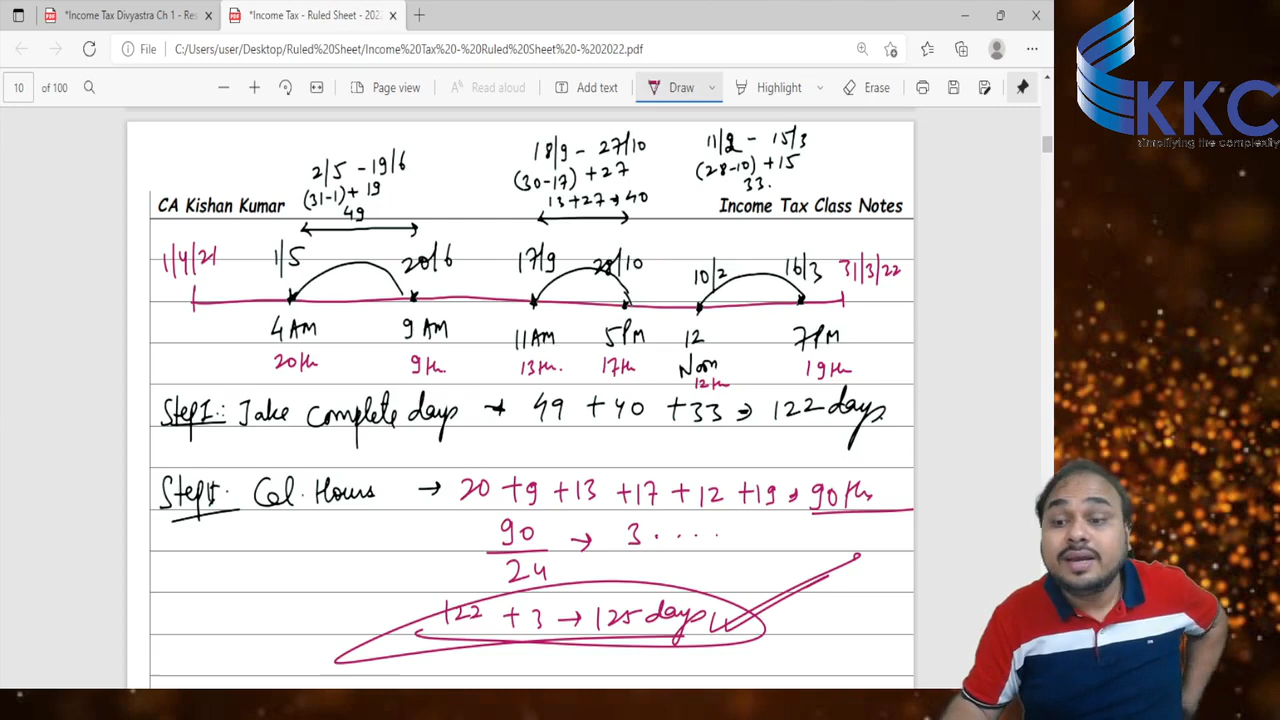 *Income Tax Divyastra Ch 1 - Res
*Income Tax - Ruled Sheet - 2022
File C:/Users/user/Desktop/Ruled%20Sheet/Income%20Tax%20-%20Ruled%20Sheet%20-%202022.pdf
10 of 100 Page view Read aloud Add text Draw Highlight Erase
KKC
simplifying the complexity
2/5 - 19/6 18/9 - 27/10 11/2 - 15/3
(31-1) + 19 (30-17) + 27 (28-10) + 15
49 13 + 27 → 40 33.
CA Kishan Kumar Income Tax Class Notes
1/4/21 1/5 20/6 17/9 28/10 10/2 16/3 31/3/22
4 AM 9 AM 11 AM 5 PM 12 Noon 7 PM
20 Hr 9 Hr. 13 Hr. 17 Hr 12 Hr 19 Hr
Step I :- Take complete days → 49 + 40 + 33 → 122 days
Step II - Cal. Hours → 20 + 9 + 13 + 17 + 12 + 19 → 90 Hr
90/24 → 3 . . . .
122 + 3 → 125 days